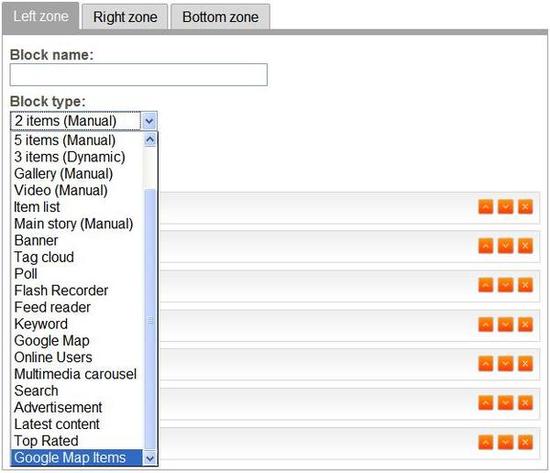 Left zone Right zone Bottom zone
Block name:
Block type:
2 items (Manual)
5 items (Manual)
3 items (Dynamic)
Gallery (Manual)
Video (Manual)
Item list
Main story (Manual)
Banner
Tag cloud
Poll
Flash Recorder
Feed reader
Keyword
Google Map
Online Users
Multimedia carousel
Search
Advertisement
Latest content
Top Rated
Google Map Items